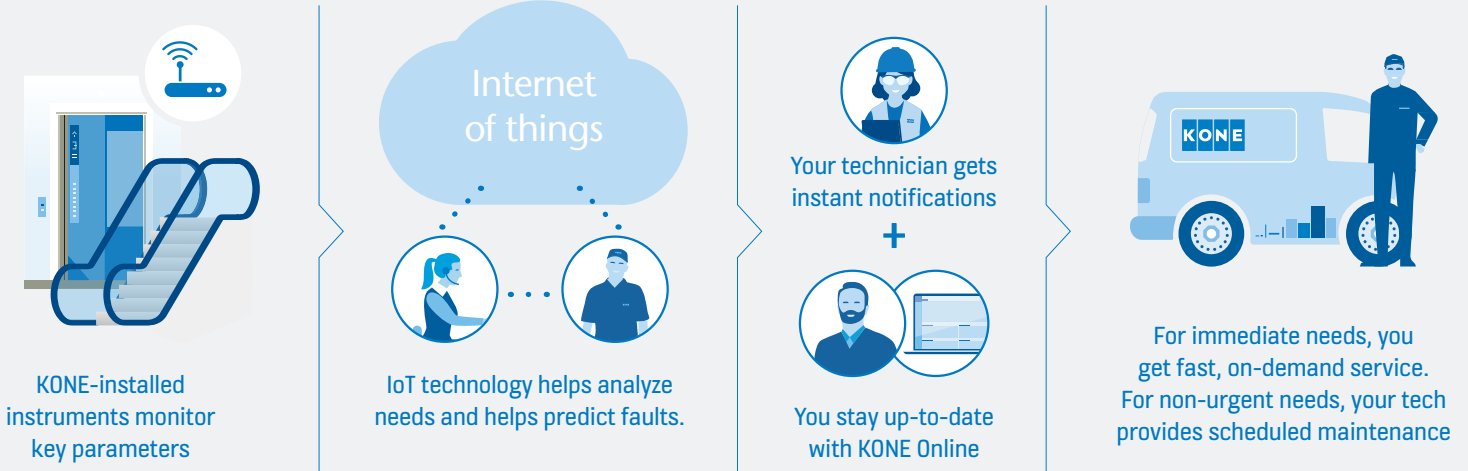 KONE-installed
instruments monitor
key parameters
Internet
of things
IoT technology helps analyze
needs and helps predict faults.
Your technician gets
instant notifications
+
You stay up-to-date
with KONE Online
KONE
For immediate needs, you
get fast, on-demand service.
For non-urgent needs, your tech
provides scheduled maintenance